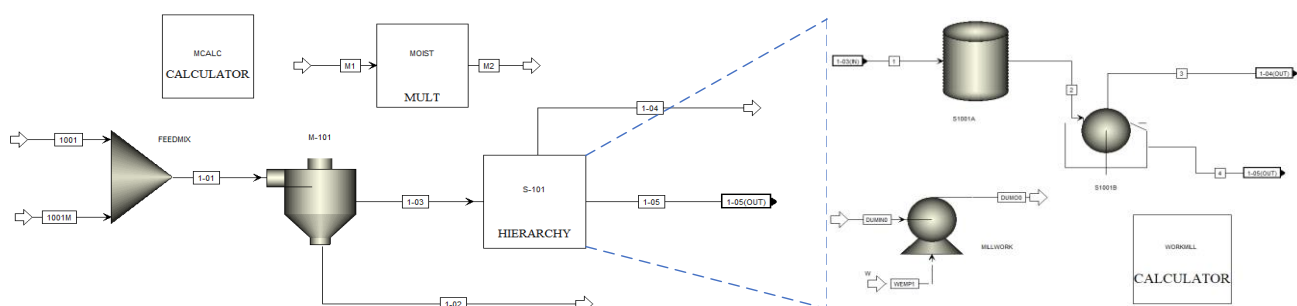 MCALC
CALCULATOR
M1
MOIST
MULT
M2
1001
FEEDMIX
1001M
1-01
M-101
1-03
1-02
1-04
S-101
HIERARCHY
1-05
1-05(OUT)
1-03(IN)
1
S1001A
2
3
1-04(OUT)
S1001B
4
1-05(OUT)
DUMIN0
DUMO0
MILLWORK
W
WEMP1
WORKMILL
CALCULATOR